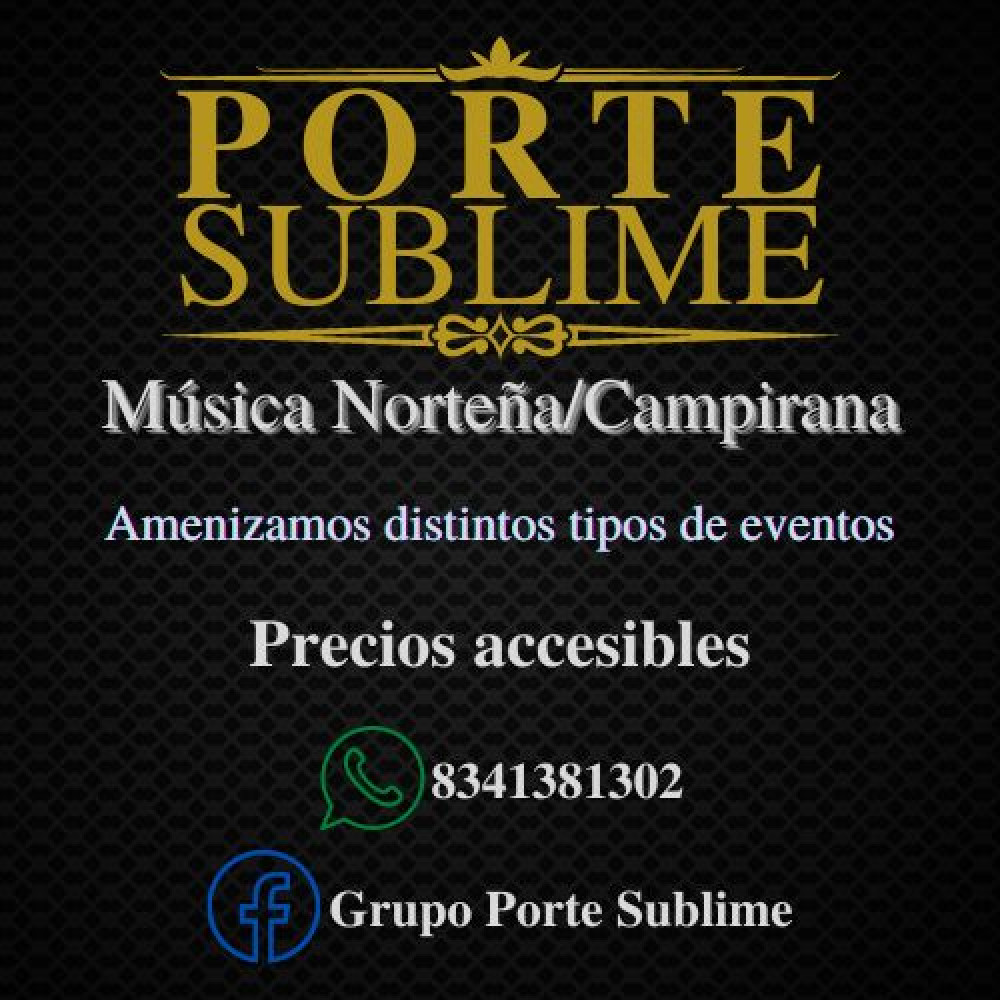 PORTE
SUBLIME
Música Norteña/Campirana
Amenizamos distintos tipos de eventos
Precios accesibles
8341381302
Grupo Porte Sublime